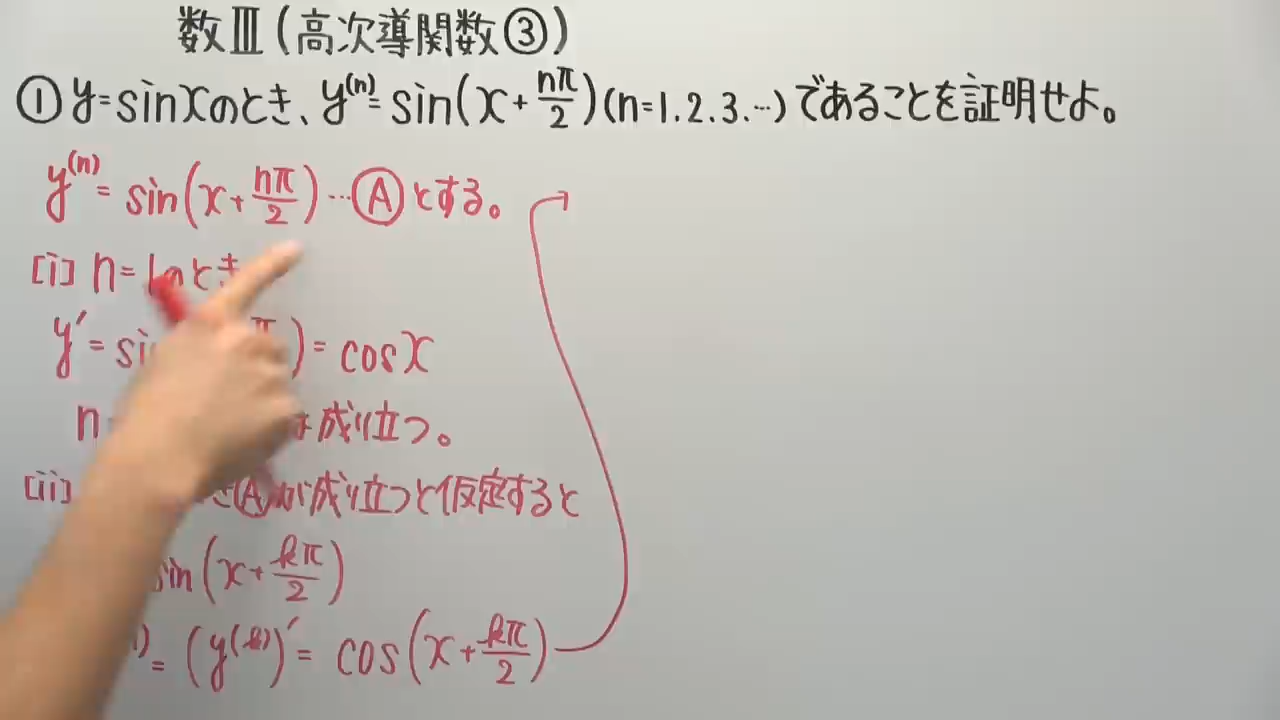 数Ⅲ(高次導関数③)
① y=sinxのとき、y⁽ⁿ⁾=sin(x+nπ/2)(n=1.2.3.…)であることを証明せよ。
y⁽ⁿ⁾=sin(x+nπ/2)…Ⓐとする。
[i] n=1のとき
y′=si π)=cosx
n 成り立つ。
[ii] Ⓐが成り立つと仮定すると
sin(x+kπ/2)
)=(y⁽ᵏ⁾)′=cos(x+kπ/2)